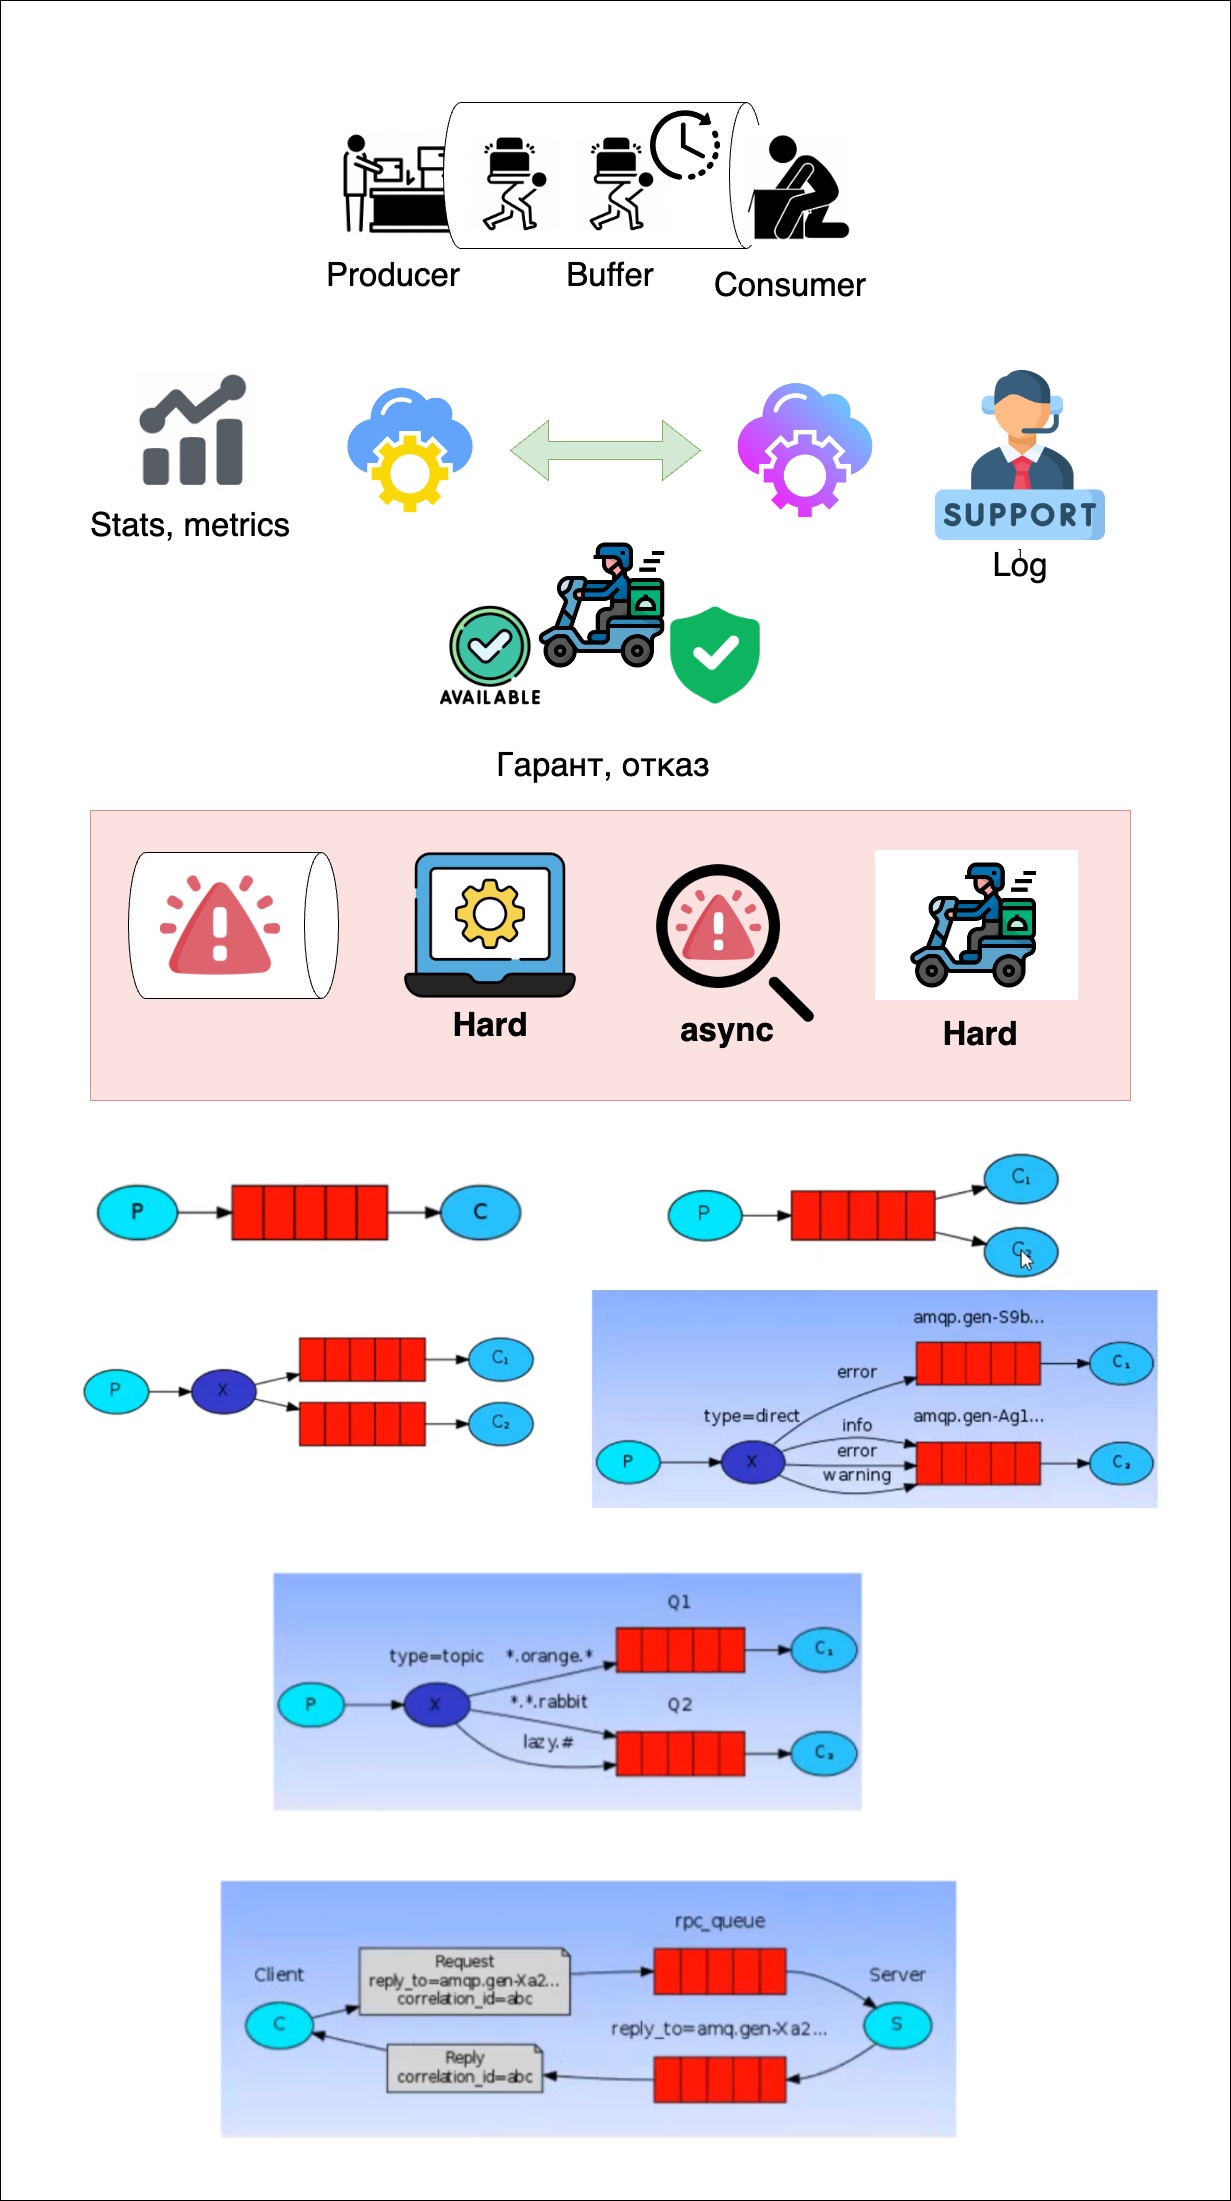 Producer
Buffer
Consumer
Stats, metrics
SUPPORT
Log
AVAILABLE
Гарант, отказ
Hard
async
Hard
P
C
P
C₁
P
X
C₁
C₂
amqp.gen-S9b...
error
C₁
type=direct
amqp.gen-Ag1...
info
error
warning
P
X
C₂
Q1
type=topic
*.orange.*
C₁
P
X
*.*.rabbit
Q2
lazy.#
C₂
rpc_queue
Client
Request
reply_to=amqp.gen-Xa2...
correlation_id=abc
Server
C
reply_to=amq.gen-Xa2...
S
Reply
correlation_id=abc